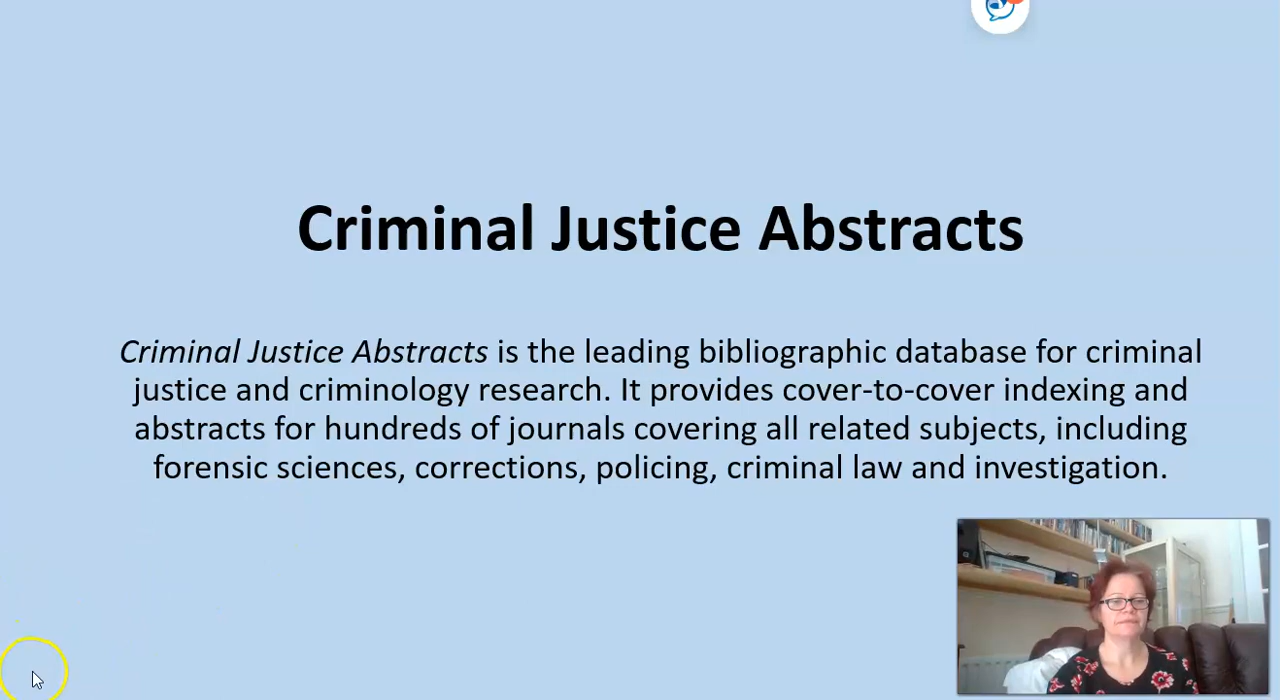 Criminal Justice Abstracts
Criminal Justice Abstracts is the leading bibliographic database for criminal
justice and criminology research. It provides cover-to-cover indexing and
abstracts for hundreds of journals covering all related subjects, including
forensic sciences, corrections, policing, criminal law and investigation.